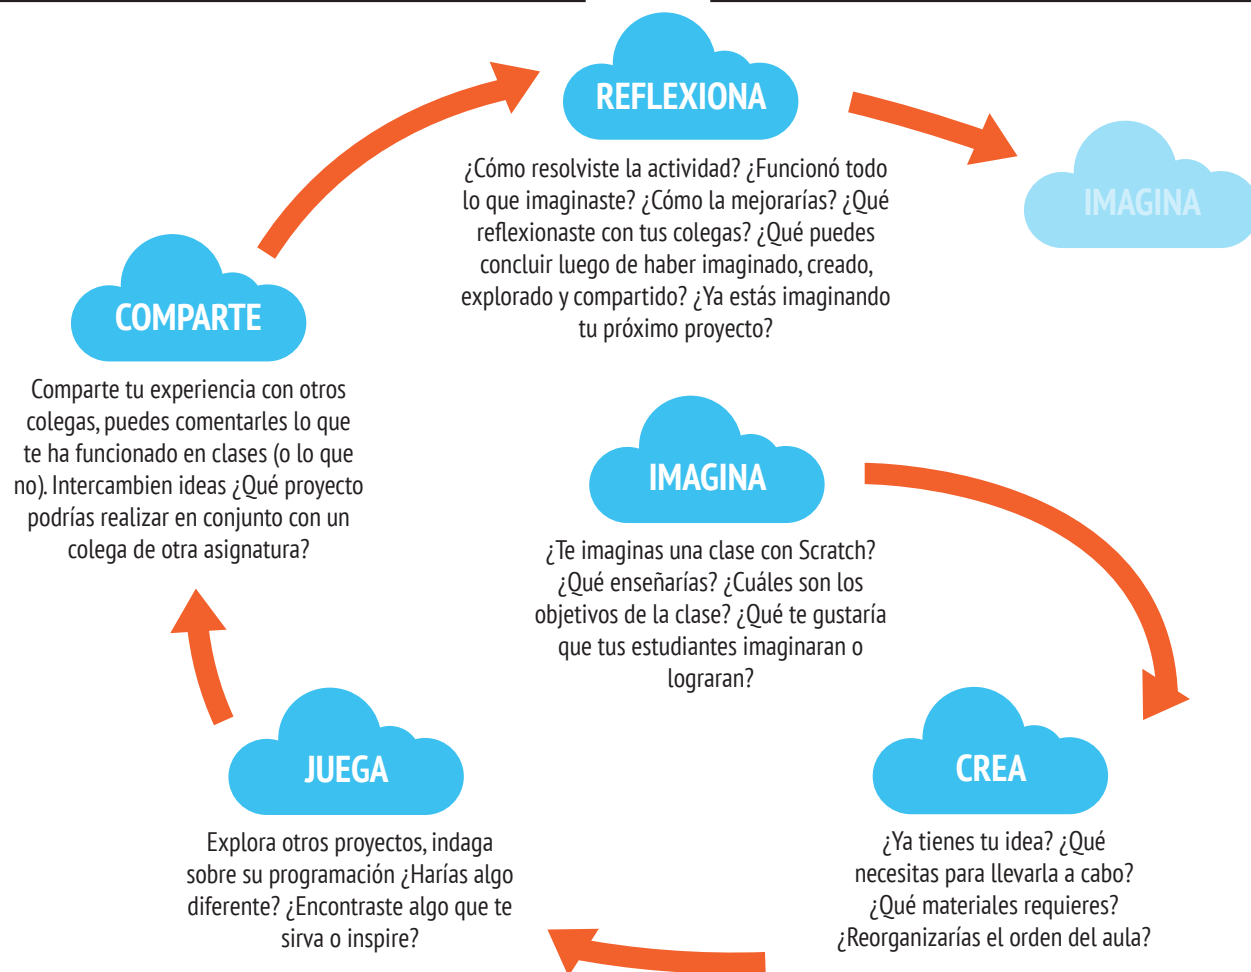 REFLEXIONA
¿Cómo resolviste la actividad? ¿Funcionó todo
lo que imaginaste? ¿Cómo la mejorarías? ¿Qué
reflexionaste con tus colegas? ¿Qué puedes
concluir luego de haber imaginado, creado,
explorado y compartido? ¿Ya estás imaginando
tu próximo proyecto?
IMAGINA
COMPARTE
Comparte tu experiencia con otros
colegas, puedes comentarles lo que
te ha funcionado en clases (o lo que
no). Intercambien ideas ¿Qué proyecto
podrías realizar en conjunto con un
colega de otra asignatura?
IMAGINA
¿Te imaginas una clase con Scratch?
¿Qué enseñarías? ¿Cuáles son los
objetivos de la clase? ¿Qué te gustaría
que tus estudiantes imaginaran o
lograran?
JUEGA
Explora otros proyectos, indaga
sobre su programación ¿Harías algo
diferente? ¿Encontraste algo que te
sirva o inspire?
CREA
¿Ya tienes tu idea? ¿Qué
necesitas para llevarla a cabo?
¿Qué materiales requieres?
¿Reorganizarías el orden del aula?